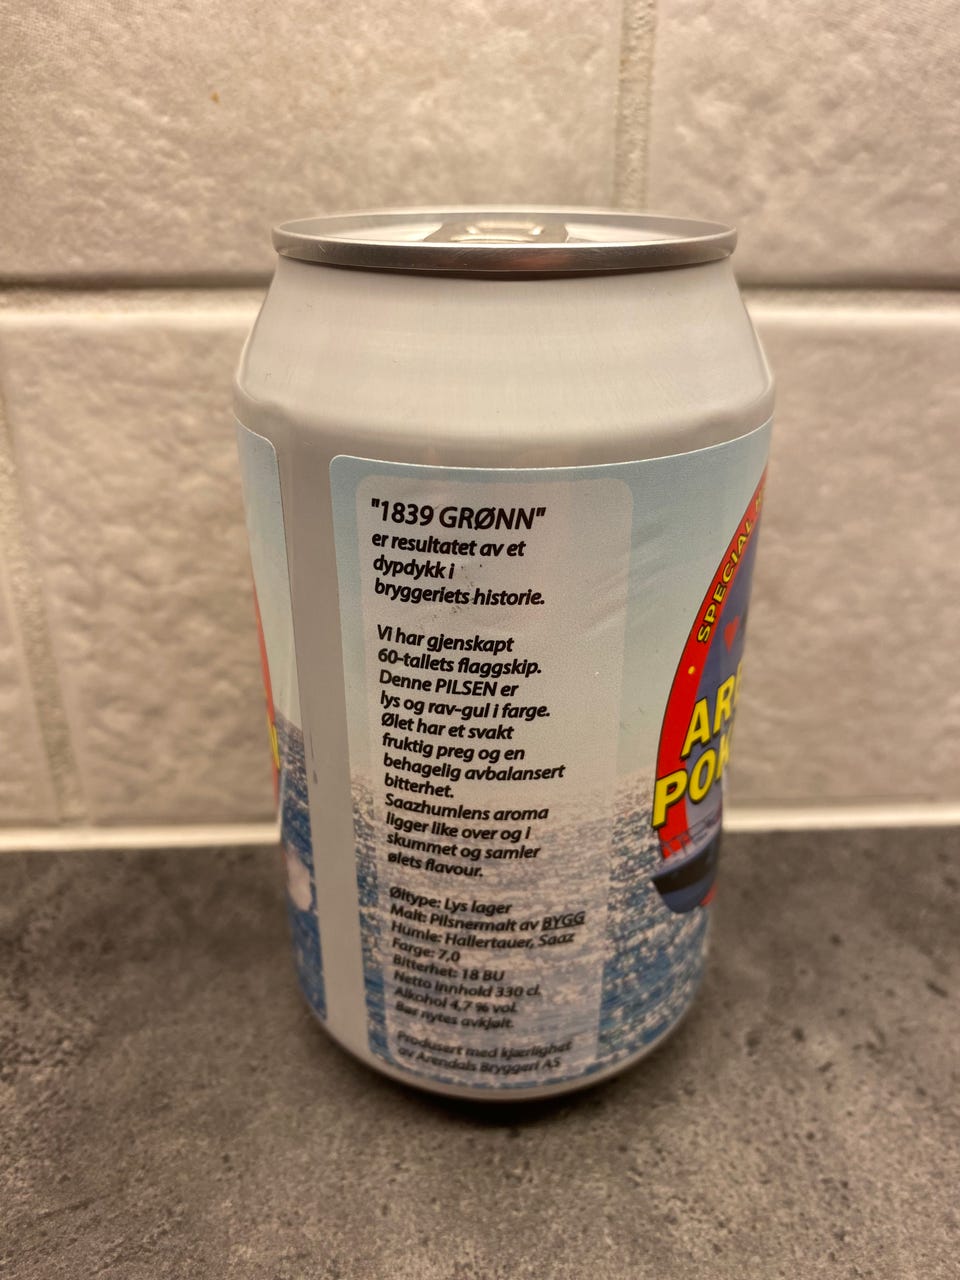 "1839 GRØNN"
er resultatet av et
dypdykk i
bryggeriets historie.
Vi har gjenskapt
60-tallets flaggskip.
Denne PILSEN er
lys og rav-gul i farge.
Ølet har et svakt
fruktig preg og en
behagelig avbalansert
bitterhet.
Saazhumlens aroma
ligger like over og i
skummet og samler
ølets flavour.
Øltype: Lys lager
Malt: Pilsnermalt av BYGG
Humle: Hallertauer, Saaz
Farge: 7,0
Bitterhet: 18 BU
Netto innhold 330 cl.
Alkohol 4,7 % vol.
Bør nytes avkjølt.
Produsert med kjærlighet
av Arendals Bryggeri AS
SPECIAL